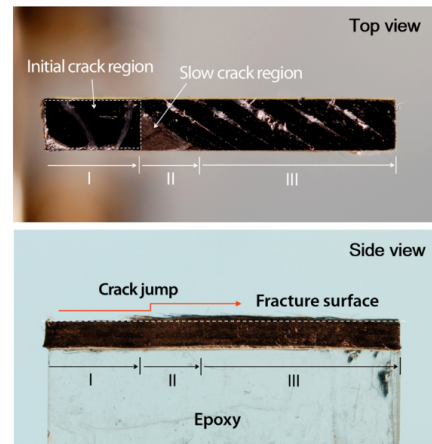 Top view
Initial crack region
Slow crack region
I
II
III
Side view
Crack jump
Fracture surface
I
II
III
Epoxy